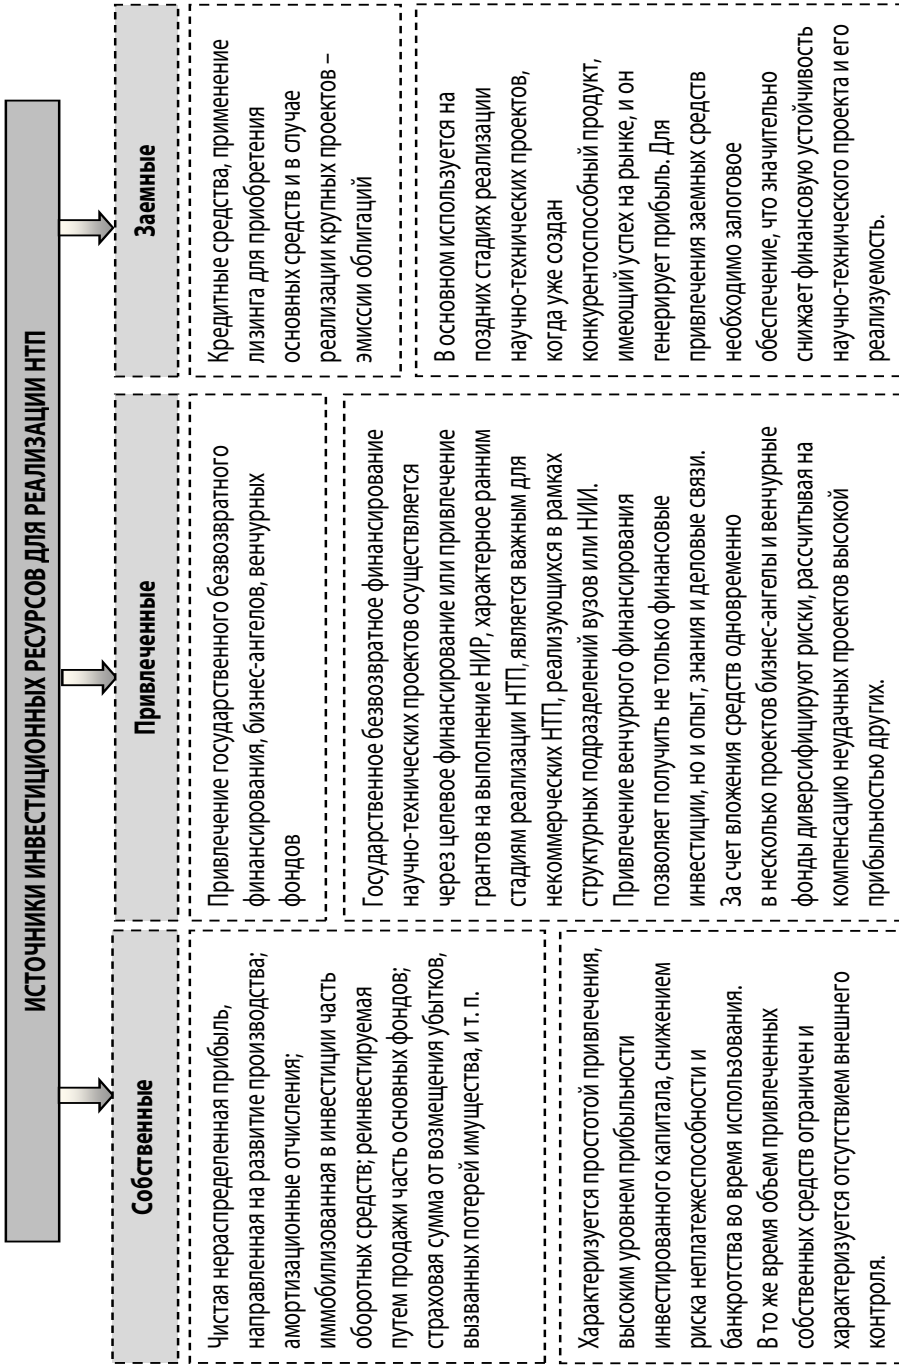 ИСТОЧНИКИ ИНВЕСТИЦИОННЫХ РЕСУРСОВ ДЛЯ РЕАЛИЗАЦИИ НТП
Собственные
Чистая нераспределенная прибыль,
направленная на развитие производства;
амортизационные отчисления;
иммобилизованная в инвестиции часть
оборотных средств; реинвестируемая
путем продажи часть основных фондов;
страховая сумма от возмещения убытков,
вызванных потерей имущества, и т. п.
Характеризуется простотой привлечения,
высоким уровнем прибыльности
инвестированного капитала, снижением
риска неплатежеспособности и
банкротства во время использования.
В то же время объем привлеченных
собственных средств ограничен и
характеризуется отсутствием внешнего
контроля.
Привлеченные
Привлечение государственного безвозвратного
финансирования, бизнес-ангелов, венчурных
фондов
Государственное безвозвратное финансирование
научно-технических проектов осуществляется
через целевое финансирование или привлечение
грантов на выполнение НИР, характерное ранним
стадиям реализации НТП, является важным для
некоммерческих НТП, реализующихся в рамках
структурных подразделений вузов или НИИ.
Привлечение венчурного финансирования
позволяет получить не только финансовые
инвестиции, но и опыт, знания и деловые связи.
За счет вложения средств одновременно
в несколько проектов бизнес-ангелы и венчурные
фонды диверсифицируют риски, рассчитывая на
компенсацию неудачных проектов высокой
прибыльностью других.
Заемные
Кредитные средства, применение
лизинга для приобретения
основных средств и в случае
реализации крупных проектов –
эмиссии облигаций
В основном используется на
поздних стадиях реализации
научно-технических проектов,
когда уже создан
конкурентоспособный продукт,
имеющий успех на рынке, и он
генерирует прибыль. Для
привлечения заемных средств
необходимо залоговое
обеспечение, что значительно
снижает финансовую устойчивость
научно-технического проекта и его
реализуемость.